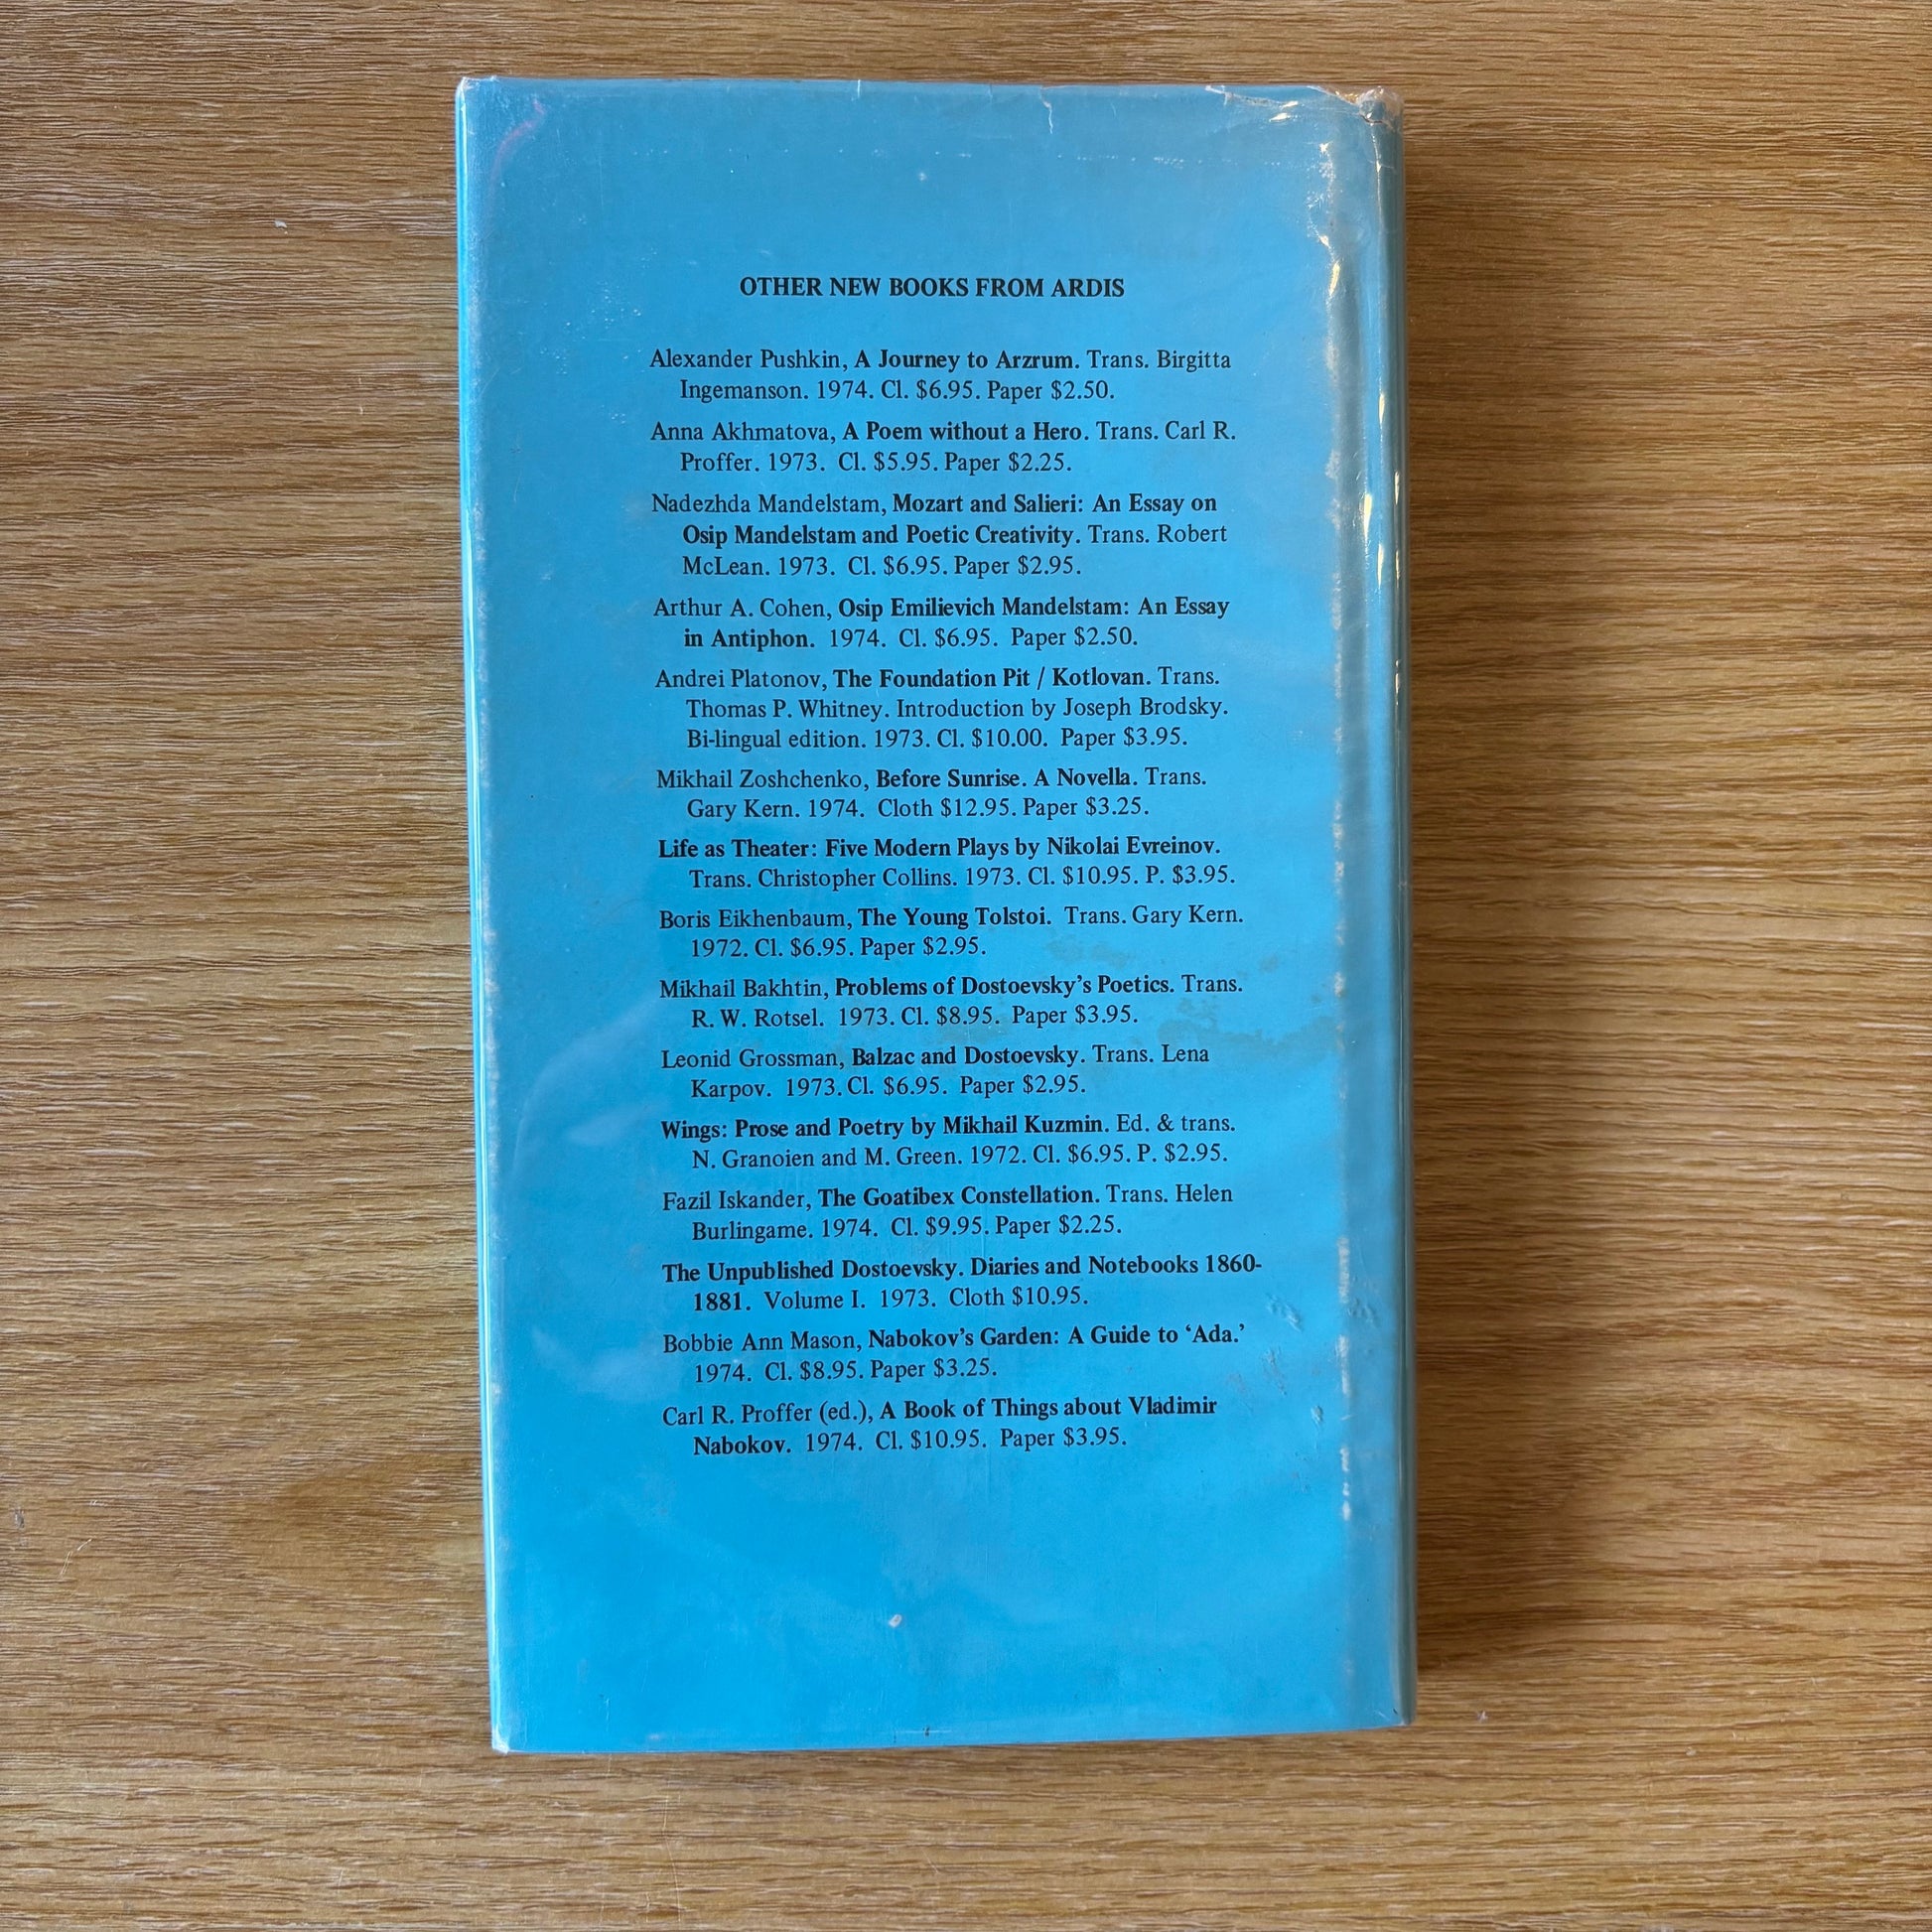 OTHER NEW BOOKS FROM ARDIS
Alexander Pushkin, A Journey to Arzrum. Trans. Birgitta
Ingemanson. 1974. Cl. $6.95. Paper $2.50.
Anna Akhmatova, A Poem without a Hero. Trans. Carl R.
Proffer. 1973. Cl. $5.95. Paper $2.25.
Nadezhda Mandelstam, Mozart and Salieri: An Essay on
Osip Mandelstam and Poetic Creativity. Trans. Robert
McLean. 1973. Cl. $6.95. Paper $2.95.
Arthur A. Cohen, Osip Emilievich Mandelstam: An Essay
in Antiphon. 1974. Cl. $6.95. Paper $2.50.
Andrei Platonov, The Foundation Pit / Kotlovan. Trans.
Thomas P. Whitney. Introduction by Joseph Brodsky.
Bi-lingual edition. 1973. Cl. $10.00. Paper $3.95.
Mikhail Zoshchenko, Before Sunrise. A Novella. Trans.
Gary Kern. 1974. Cloth $12.95. Paper $3.25.
Life as Theater: Five Modern Plays by Nikolai Evreinov.
Trans. Christopher Collins. 1973. Cl. $10.95. P. $3.95.
Boris Eikhenbaum, The Young Tolstoi. Trans. Gary Kern.
1972. Cl. $6.95. Paper $2.95.
Mikhail Bakhtin, Problems of Dostoevsky's Poetics. Trans.
R. W. Rotsel. 1973. Cl. $8.95. Paper $3.95.
Leonid Grossman, Balzac and Dostoevsky. Trans. Lena
Karpov. 1973. Cl. $6.95. Paper $2.95.
Wings: Prose and Poetry by Mikhail Kuzmin. Ed. & trans.
N. Granoien and M. Green. 1972. Cl. $6.95. P. $2.95.
Fazil Iskander, The Goatibex Constellation. Trans. Helen
Burlingame. 1974. Cl. $9.95. Paper $2.25.
The Unpublished Dostoevsky. Diaries and Notebooks 1860-
1881. Volume I. 1973. Cloth $10.95.
Bobbie Ann Mason, Nabokov's Garden: A Guide to ‘Ada.’
1974. Cl. $8.95. Paper $3.25.
Carl R. Proffer (ed.), A Book of Things about Vladimir
Nabokov. 1974. Cl. $10.95. Paper $3.95.